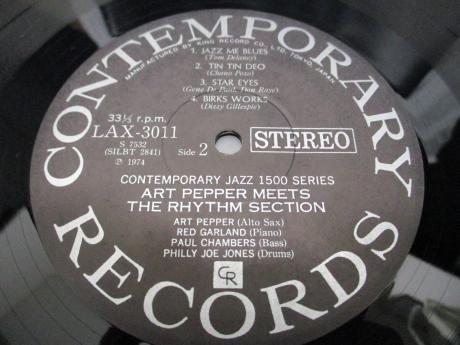 CONTEMPORARY
MANUFACTURED BY KING RECORD CO., LTD. TOKYO, JAPAN
1. JAZZ ME BLUES
(Tom Delaney)
2. TIN TIN DEO
(Chano Pozo)
3. STAR EYES
(Gene De Paul, Don Raye)
4. BIRKS WORKS
(Dizzy Gillespie)
33⅓ r.p.m.
LAX-3011
S 7532
(SILBT 2841)
Ⓟ 1974
Side 2
STEREO
CONTEMPORARY JAZZ 1500 SERIES
ART PEPPER MEETS
THE RHYTHM SECTION
ART PEPPER (Alto Sax)
RED GARLAND (Piano)
PAUL CHAMBERS (Bass)
PHILLY JOE JONES (Drums)
CR
RECORDS